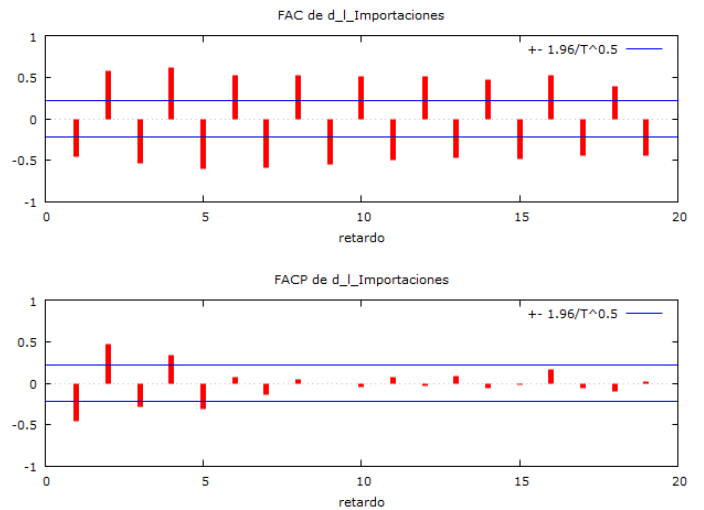 FAC de d_l_Importaciones
1
+- 1.96/T^0.5
0.5
0
-0.5
-1
0 5 10 15 20
retardo
FACP de d_l_Importaciones
1
+- 1.96/T^0.5
0.5
0
-0.5
-1
0 5 10 15 20
retardo